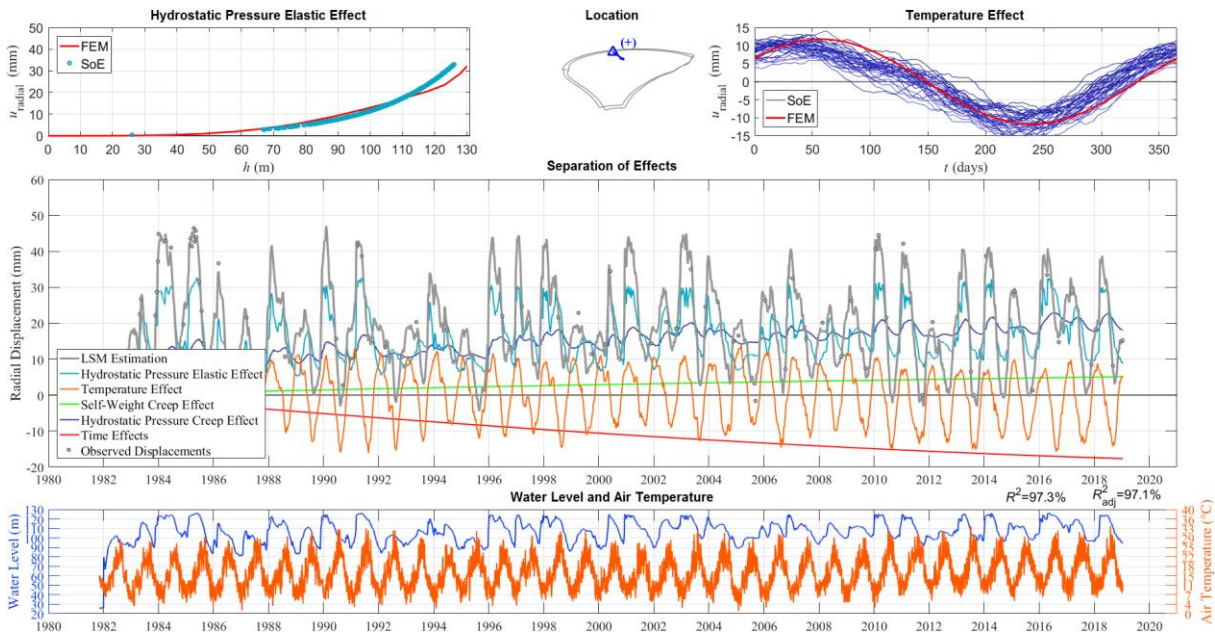 Hydrostatic Pressure Elastic Effect
Location
Temperature Effect
50
40
30
20
10
0
u_radial (mm)
FEM
SoE
0 10 20 30 40 50 60 70 80 90 100 110 120 130
h (m)
(+)
15
10
5
0
-5
-10
-15
u_radial (mm)
SoE
FEM
0 50 100 150 200 250 300 350
t (days)
Separation of Effects
60
50
40
30
20
10
0
-10
-20
Radial Displacement (mm)
LSM Estimation
Hydrostatic Pressure Elastic Effect
Temperature Effect
Self-Weight Creep Effect
Hydrostatic Pressure Creep Effect
Time Effects
Observed Displacements
1980 1982 1984 1986 1988 1990 1992 1994 1996 1998 2000 2002 2004 2006 2008 2010 2012 2014 2016 2018 2020
Water Level and Air Temperature
R²=97.3%
R²adj=97.1%
Water Level (m)
130
100
90
80
50
40
30
20
Air Temperature (°C)
40
36
7
4
0
1980 1982 1984 1986 1988 1990 1992 1994 1996 1998 2000 2002 2004 2006 2008 2010 2012 2014 2016 2018 2020